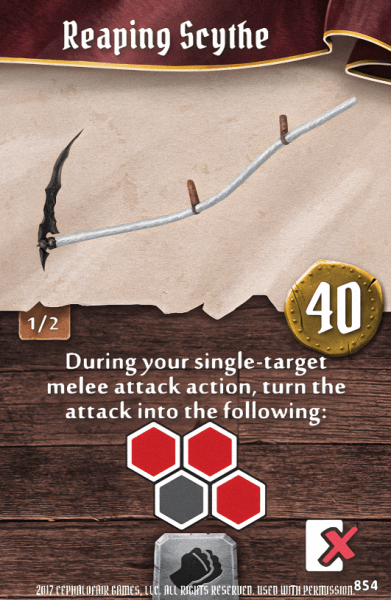 Reaping Scythe
40
1/2
During your single-target
melee attack action, turn the
attack into the following:
2017 CEPHALOFAIR GAMES, LLC. ALL RIGHTS RESERVED. USED WITH PERMISSION.
854